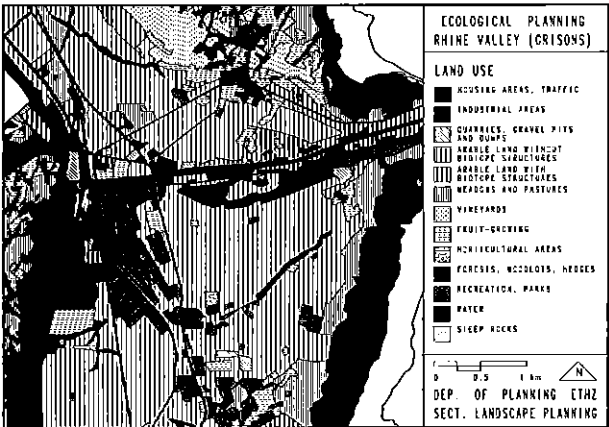 ECOLOGICAL PLANNING
RHINE VALLEY (GRISONS)
LAND USE
HOUSING AREAS, TRAFFIC
INDUSTRIAL AREAS
QUARRIES, GRAVEL PITS
AND DUMPS
ARABLE LAND WITHOUT
BIOTOPE STRUCTURES
ARABLE LAND WITH
BIOTOPE STRUCTURES
MEADOWS AND PASTURES
VINEYARDS
FRUIT-GROWING
HORTICULTURAL AREAS
FORESTS, WOODLOTS, HEDGES
RECREATION, PARKS
WATER
STEEP ROCKS
0 0.5 1 km
N
DEP. OF PLANNING ETHZ
SECT. LANDSCAPE PLANNING